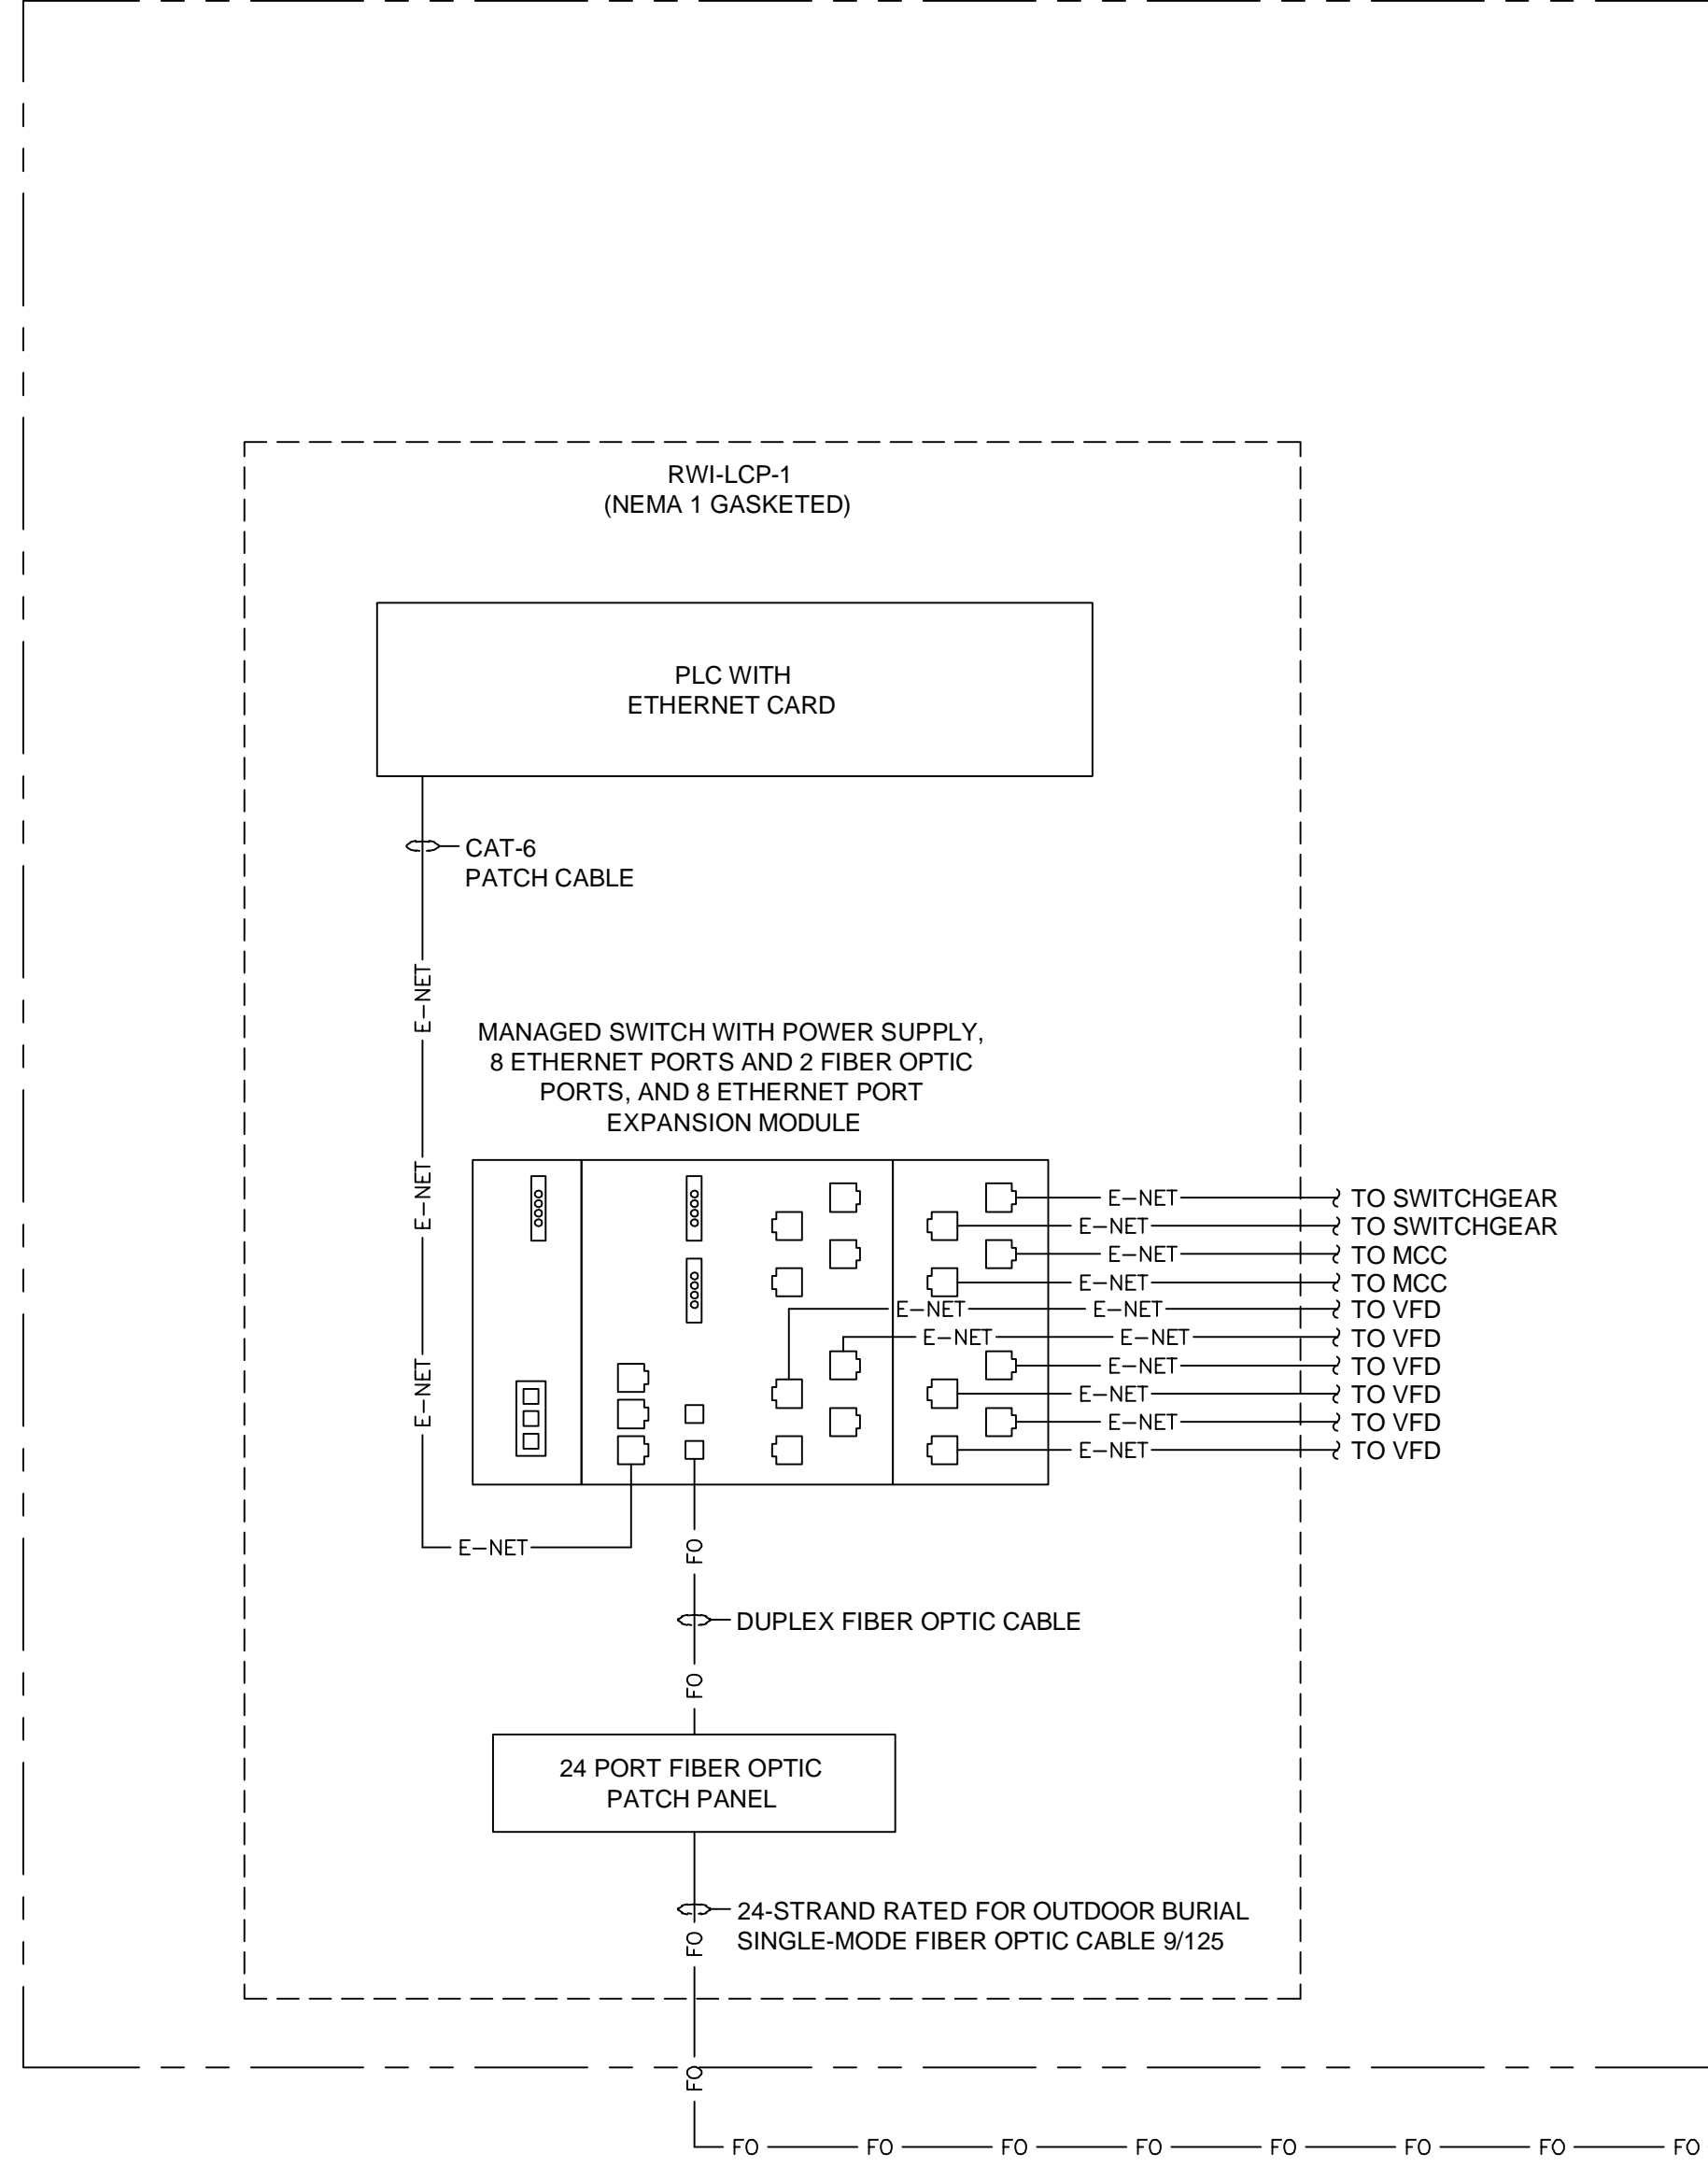 RWI-LCP-1
(NEMA 1 GASKETED)
PLC WITH
ETHERNET CARD
CAT-6
PATCH CABLE
E-NET
MANAGED SWITCH WITH POWER SUPPLY,
8 ETHERNET PORTS AND 2 FIBER OPTIC
PORTS, AND 8 ETHERNET PORT
EXPANSION MODULE
E-NET
E-NET
E-NET TO SWITCHGEAR
E-NET TO SWITCHGEAR
E-NET TO MCC
E-NET TO MCC
E-NET E-NET TO VFD
E-NET E-NET TO VFD
E-NET TO VFD
E-NET TO VFD
E-NET TO VFD
E-NET TO VFD
E-NET
FO
DUPLEX FIBER OPTIC CABLE
FO
24 PORT FIBER OPTIC
PATCH PANEL
24-STRAND RATED FOR OUTDOOR BURIAL
SINGLE-MODE FIBER OPTIC CABLE 9/125
FO
FO
FO FO FO FO FO FO FO FO